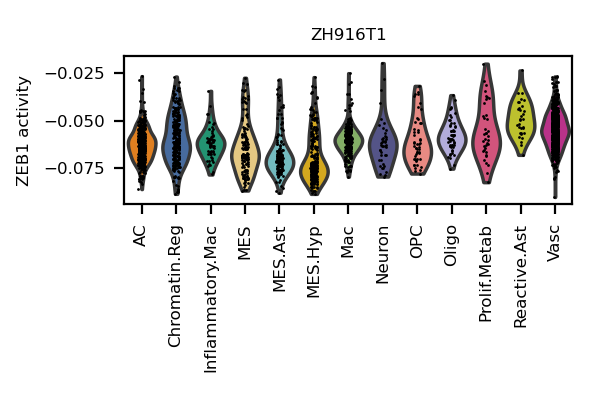 ZH916T1
ZEB1 activity
−0.025
−0.050
−0.075
AC
Chromatin.Reg
Inflammatory.Mac
MES
MES.Ast
MES.Hyp
Mac
Neuron
OPC
Oligo
Prolif.Metab
Reactive.Ast
Vasc